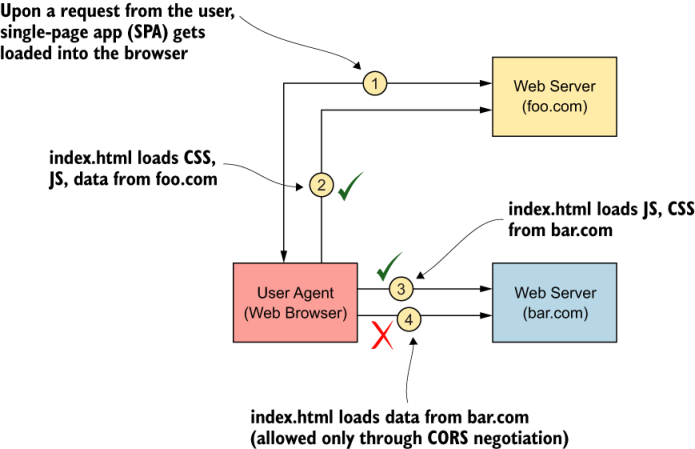 Upon a request from the user,
single-page app (SPA) gets
loaded into the browser
1
Web Server
(foo.com)
index.html loads CSS,
JS, data from foo.com
2
index.html loads JS, CSS
from bar.com
User Agent
(Web Browser)
3
4
Web Server
(bar.com)
index.html loads data from bar.com
(allowed only through CORS negotiation)